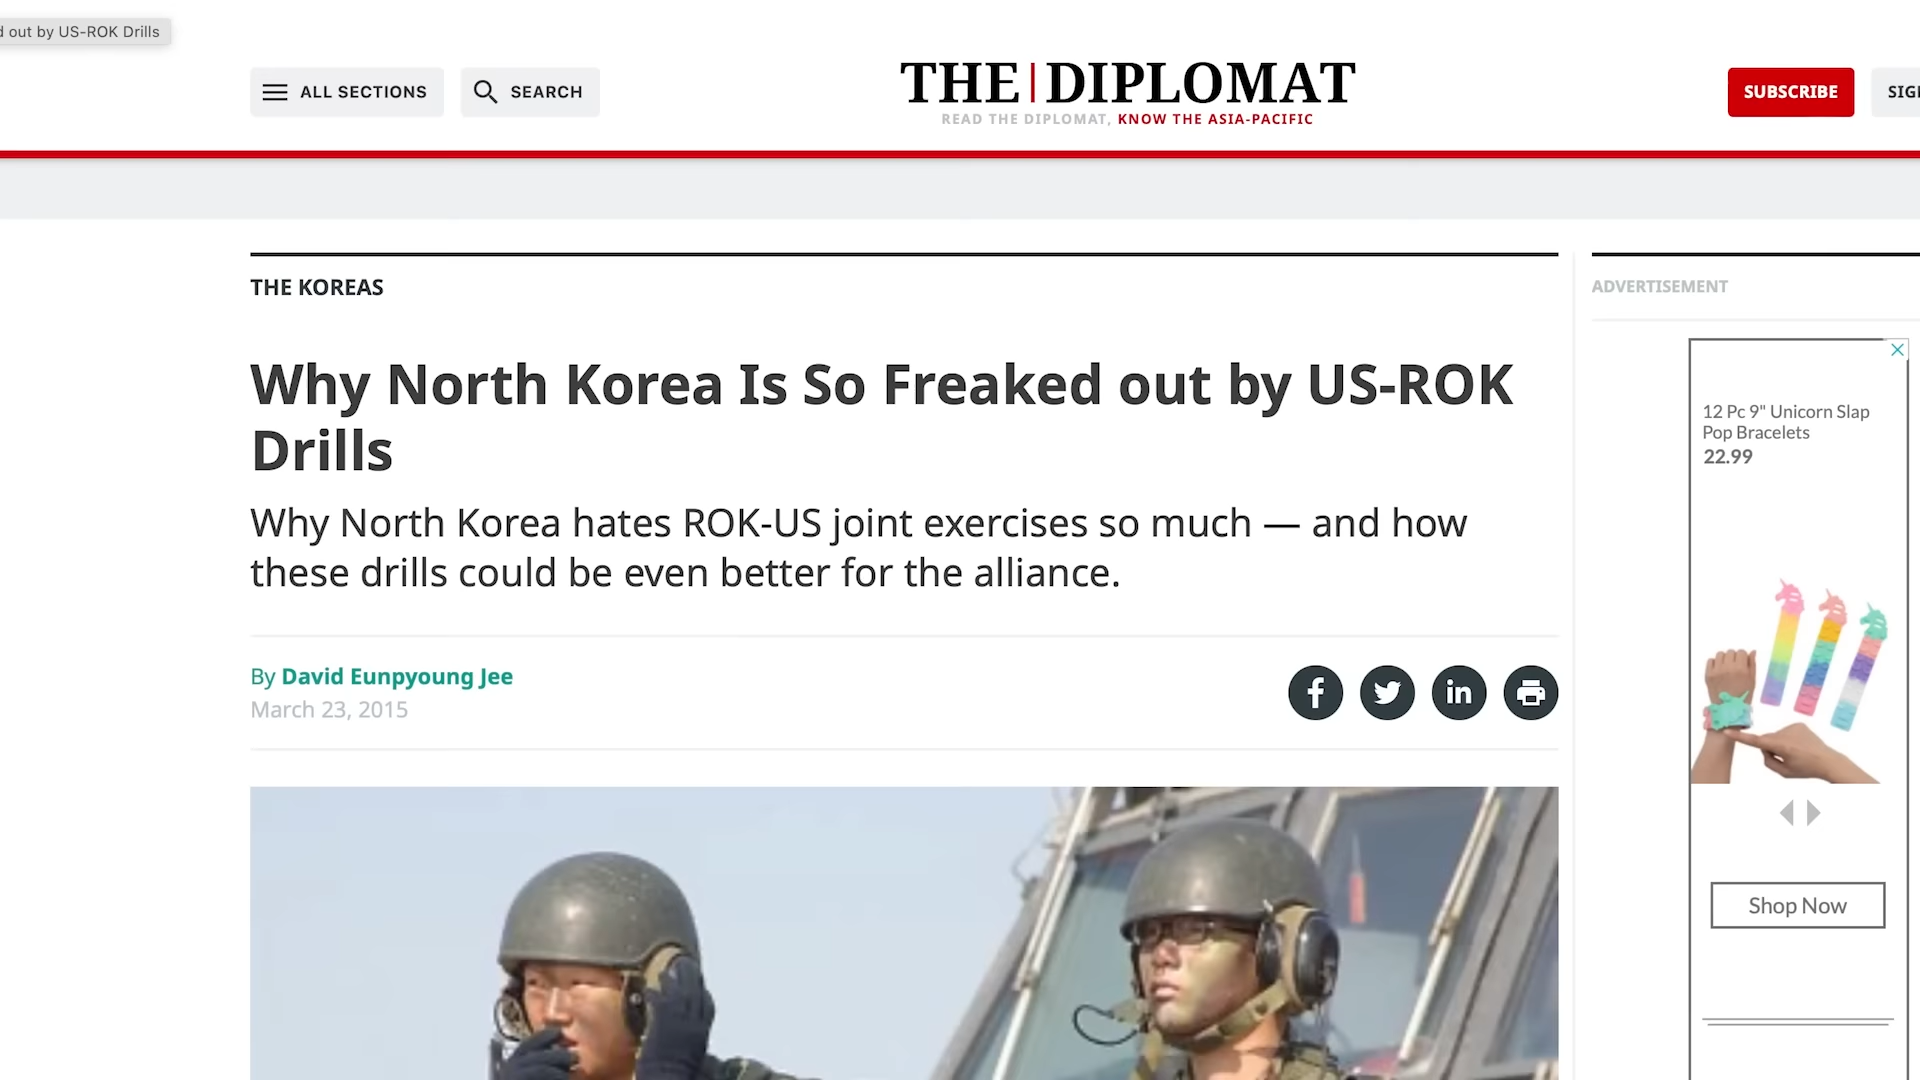 d out by US-ROK Drills
ALL SECTIONS
SEARCH
THE|DIPLOMAT
READ THE DIPLOMAT, KNOW THE ASIA-PACIFIC
SUBSCRIBE
THE KOREAS
ADVERTISEMENT
Why North Korea Is So Freaked out by US-ROK
Drills
Why North Korea hates ROK-US joint exercises so much — and how
these drills could be even better for the alliance.
By David Eunpyoung Jee
March 23, 2015
12 Pc 9" Unicorn Slap
Pop Bracelets
22.99
Shop Now